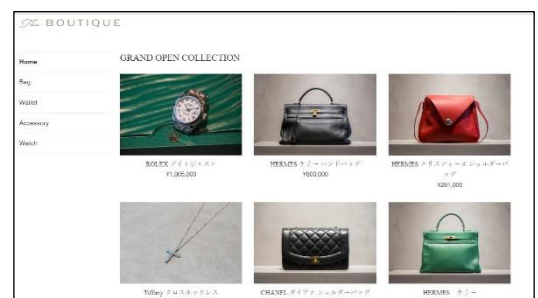 The BOUTIQUE
Home
Bag
Wallet
Accessory
Watch
GRAND OPEN COLLECTION
ROLEX デイトジャスト
¥1,005,000
HERMES ケリー ハンドバッグ
¥800,000
HERMES クリスティーヌ ショルダーバ
ッグ
¥291,000
Tiffney クロスネックレス
CHANEL ダイアナ ショルダーバッグ
HERMES ケリー